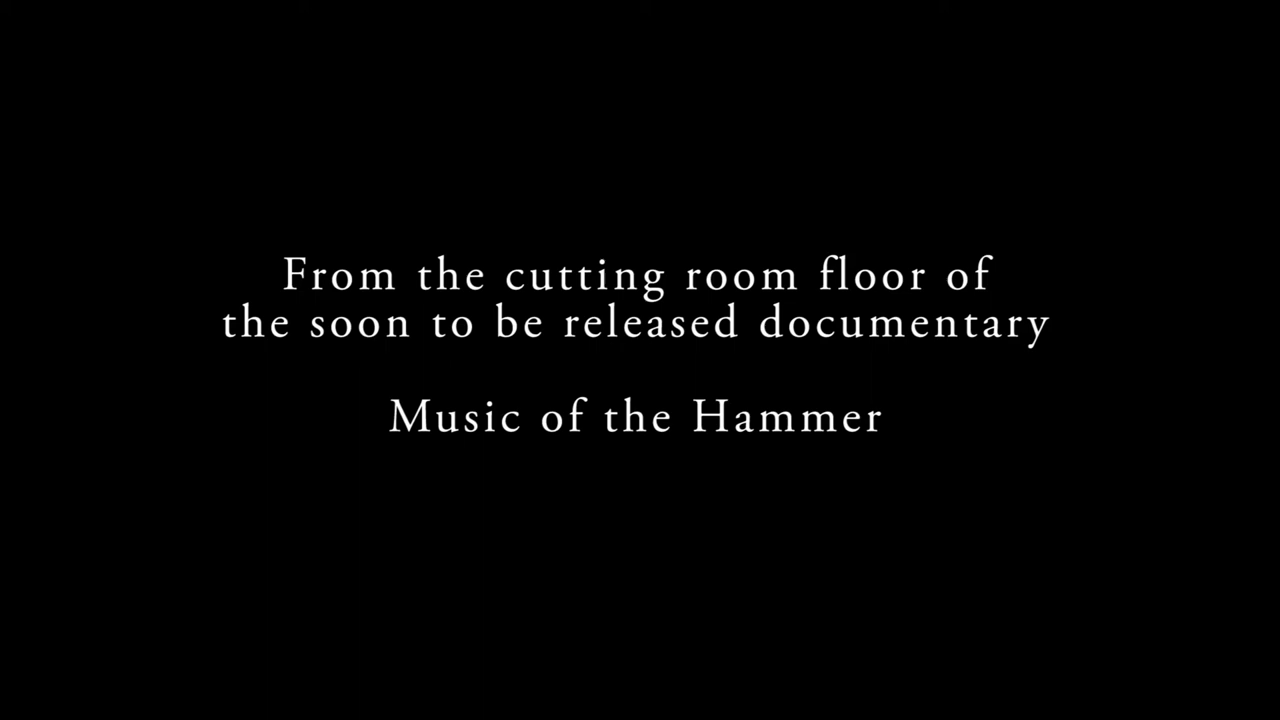 From the cutting room floor of
the soon to be released documentary
Music of the Hammer